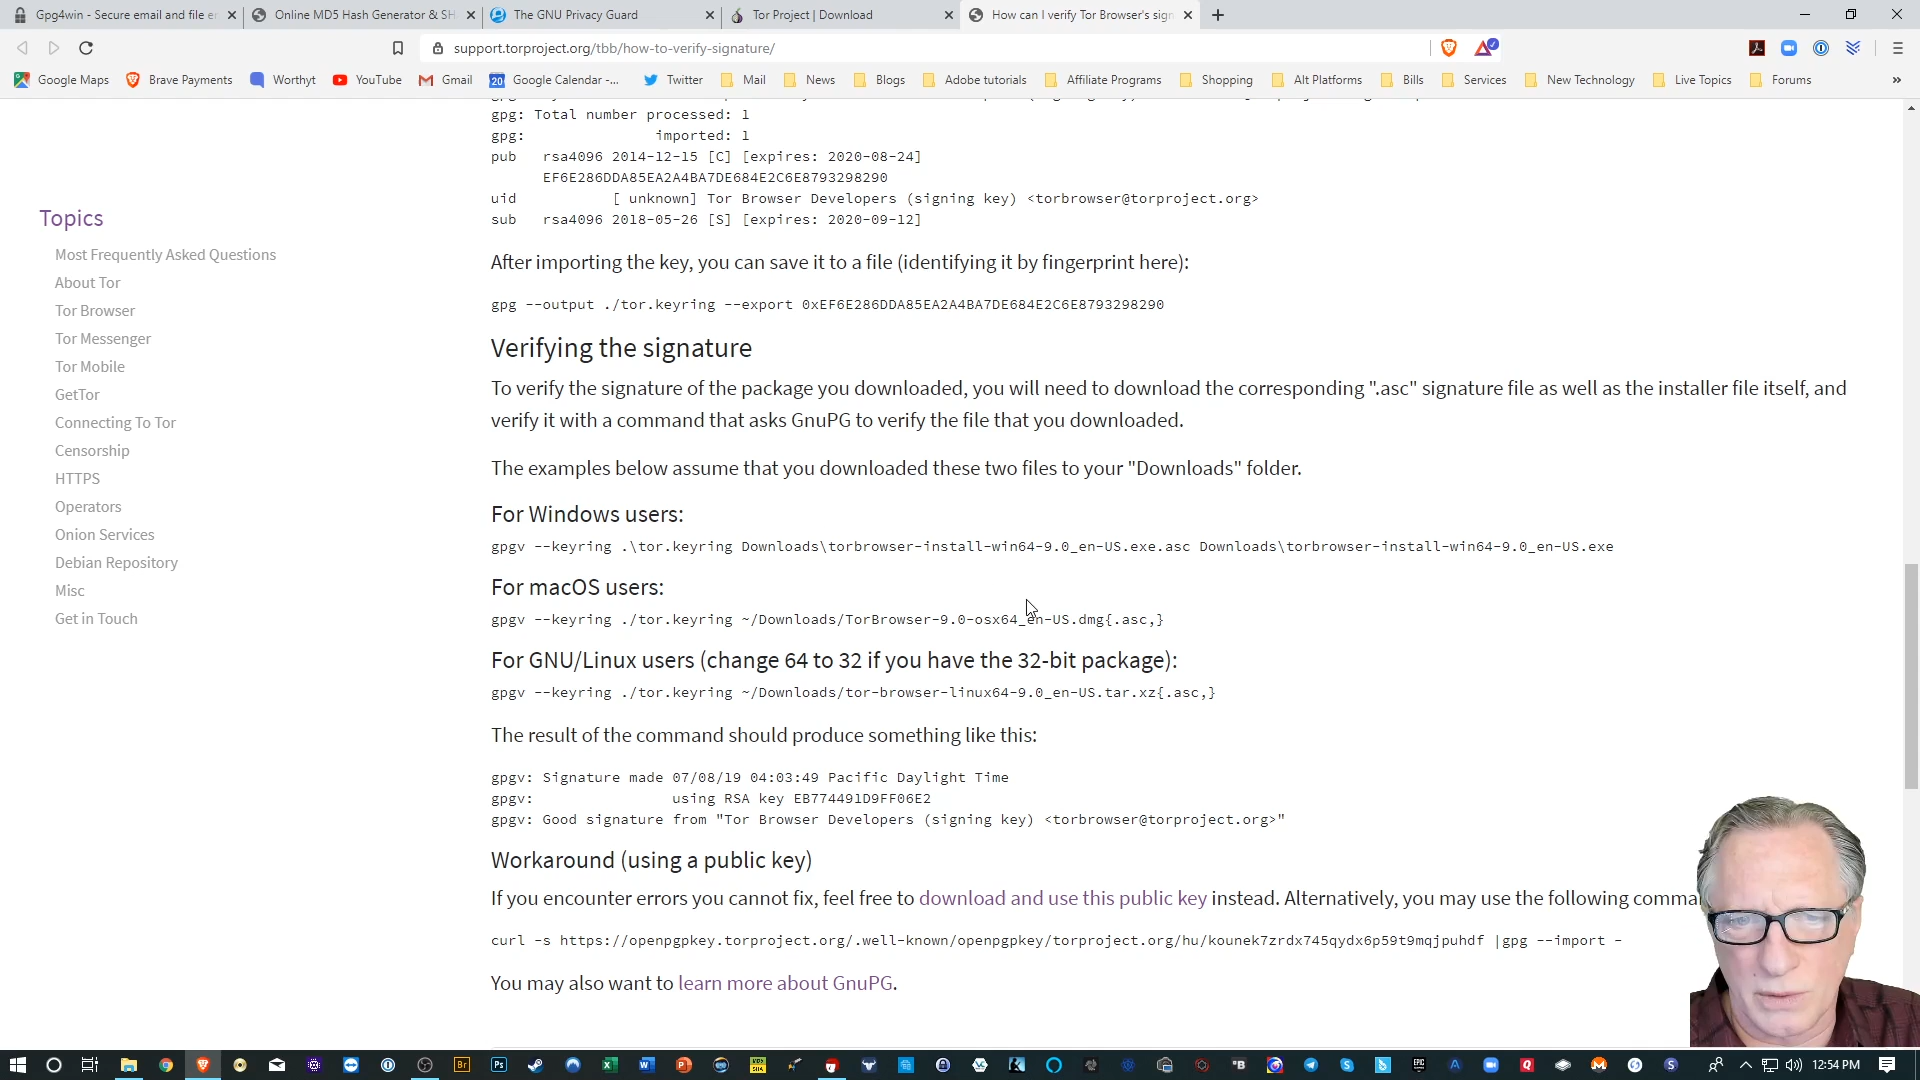 Gpg4win - Secure email and file er
Online MD5 Hash Generator & SH
The GNU Privacy Guard
Tor Project | Download
How can I verify Tor Browser's sign
support.torproject.org/tbb/how-to-verify-signature/
Google Maps
Brave Payments
Worthyt
YouTube
Gmail
20
Google Calendar -...
Twitter
Mail
News
Blogs
Adobe tutorials
Affiliate Programs
Shopping
Alt Platforms
Bills
Services
New Technology
Live Topics
Forums
»
gpg: Total number processed: 1
gpg: imported: 1
pub rsa4096 2014-12-15 [C] [expires: 2020-08-24]
EF6E286DDA85EA2A4BA7DE684E2C6E8793298290
uid [ unknown] Tor Browser Developers (signing key) <torbrowser@torproject.org>
sub rsa4096 2018-05-26 [S] [expires: 2020-09-12]
After importing the key, you can save it to a file (identifying it by fingerprint here):
gpg --output ./tor.keyring --export 0xEF6E286DDA85EA2A4BA7DE684E2C6E8793298290
Verifying the signature
To verify the signature of the package you downloaded, you will need to download the corresponding ".asc" signature file as well as the installer file itself, and
verify it with a command that asks GnuPG to verify the file that you downloaded.
The examples below assume that you downloaded these two files to your "Downloads" folder.
For Windows users:
gpgv --keyring .\tor.keyring Downloads\torbrowser-install-win64-9.0_en-US.exe.asc Downloads\torbrowser-install-win64-9.0_en-US.exe
For macOS users:
gpgv --keyring ./tor.keyring ~/Downloads/TorBrowser-9.0-osx64_en-US.dmg{.asc,}
For GNU/Linux users (change 64 to 32 if you have the 32-bit package):
gpgv --keyring ./tor.keyring ~/Downloads/tor-browser-linux64-9.0_en-US.tar.xz{.asc,}
The result of the command should produce something like this:
gpgv: Signature made 07/08/19 04:03:49 Pacific Daylight Time
gpgv: using RSA key EB774491D9FF06E2
gpgv: Good signature from "Tor Browser Developers (signing key) <torbrowser@torproject.org>"
Workaround (using a public key)
If you encounter errors you cannot fix, feel free to download and use this public key instead. Alternatively, you may use the following comma
curl -s https://openpgpkey.torproject.org/.well-known/openpgpkey/torproject.org/hu/kounek7zrdx745qydx6p59t9mqjpuhdf |gpg --import -
You may also want to learn more about GnuPG.
Topics
Most Frequently Asked Questions
About Tor
Tor Browser
Tor Messenger
Tor Mobile
GetTor
Connecting To Tor
Censorship
HTTPS
Operators
Onion Services
Debian Repository
Misc
Get in Touch
12:54 PM